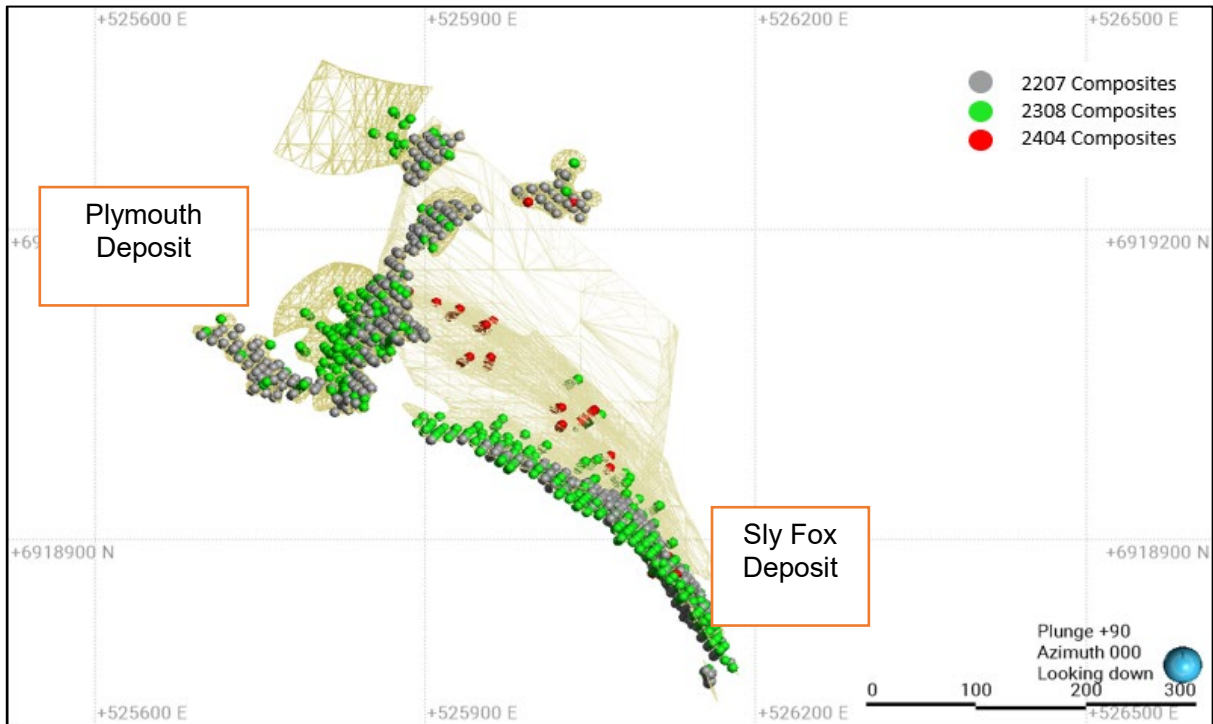 +525600 E
+525900 E
+526200 E
+526500 E
2207 Composites
2308 Composites
2404 Composites
Plymouth
Deposit
+6919200 N
Sly Fox
Deposit
+6918900 N
+6918900 N
Plunge +90
Azimuth 000
Looking down
0
100
200
300
+525600 E
+525900 E
+526200 E
+526500 E